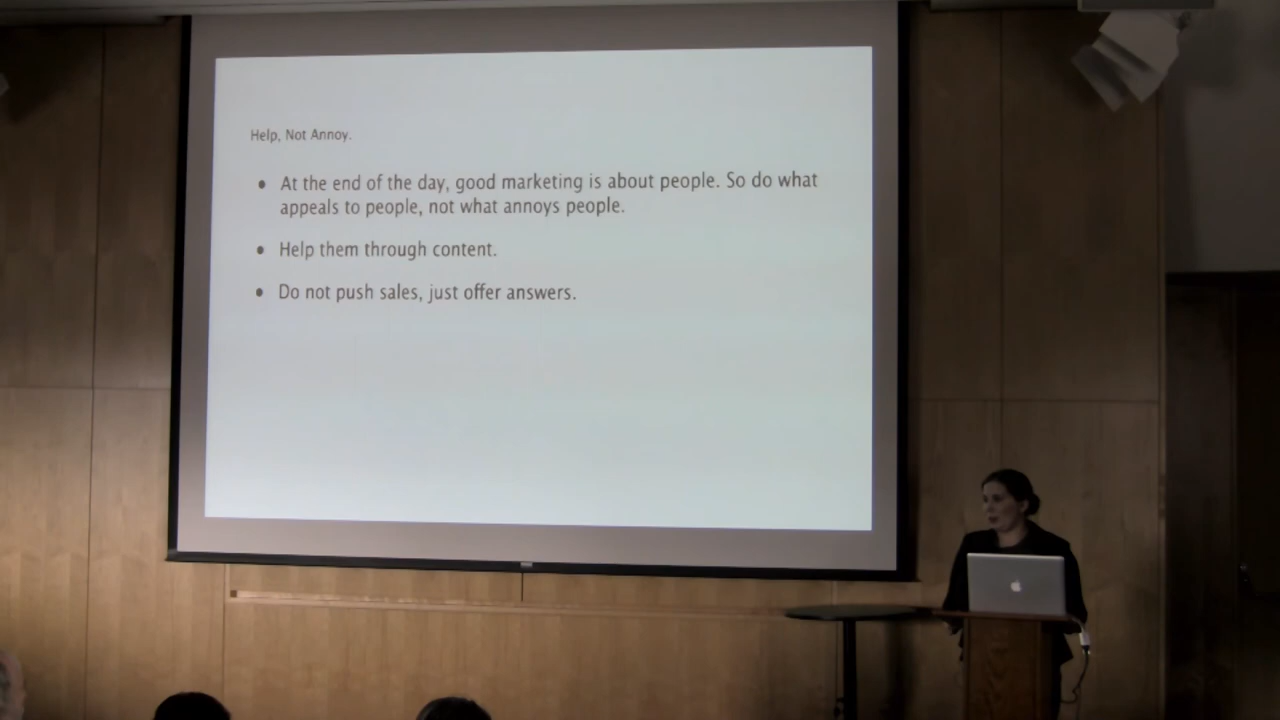 Help, Not Annoy.
• At the end of the day, good marketing is about people. So do what
appeals to people, not what annoys people.
• Help them through content.
• Do not push sales, just offer answers.